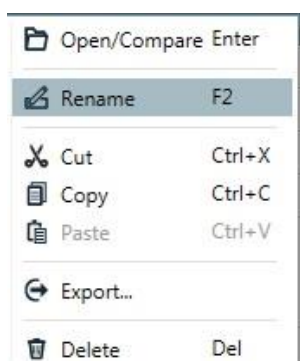 Open/Compare Enter
Rename F2
Cut Ctrl+X
Copy Ctrl+C
Paste Ctrl+V
Export...
Delete Del